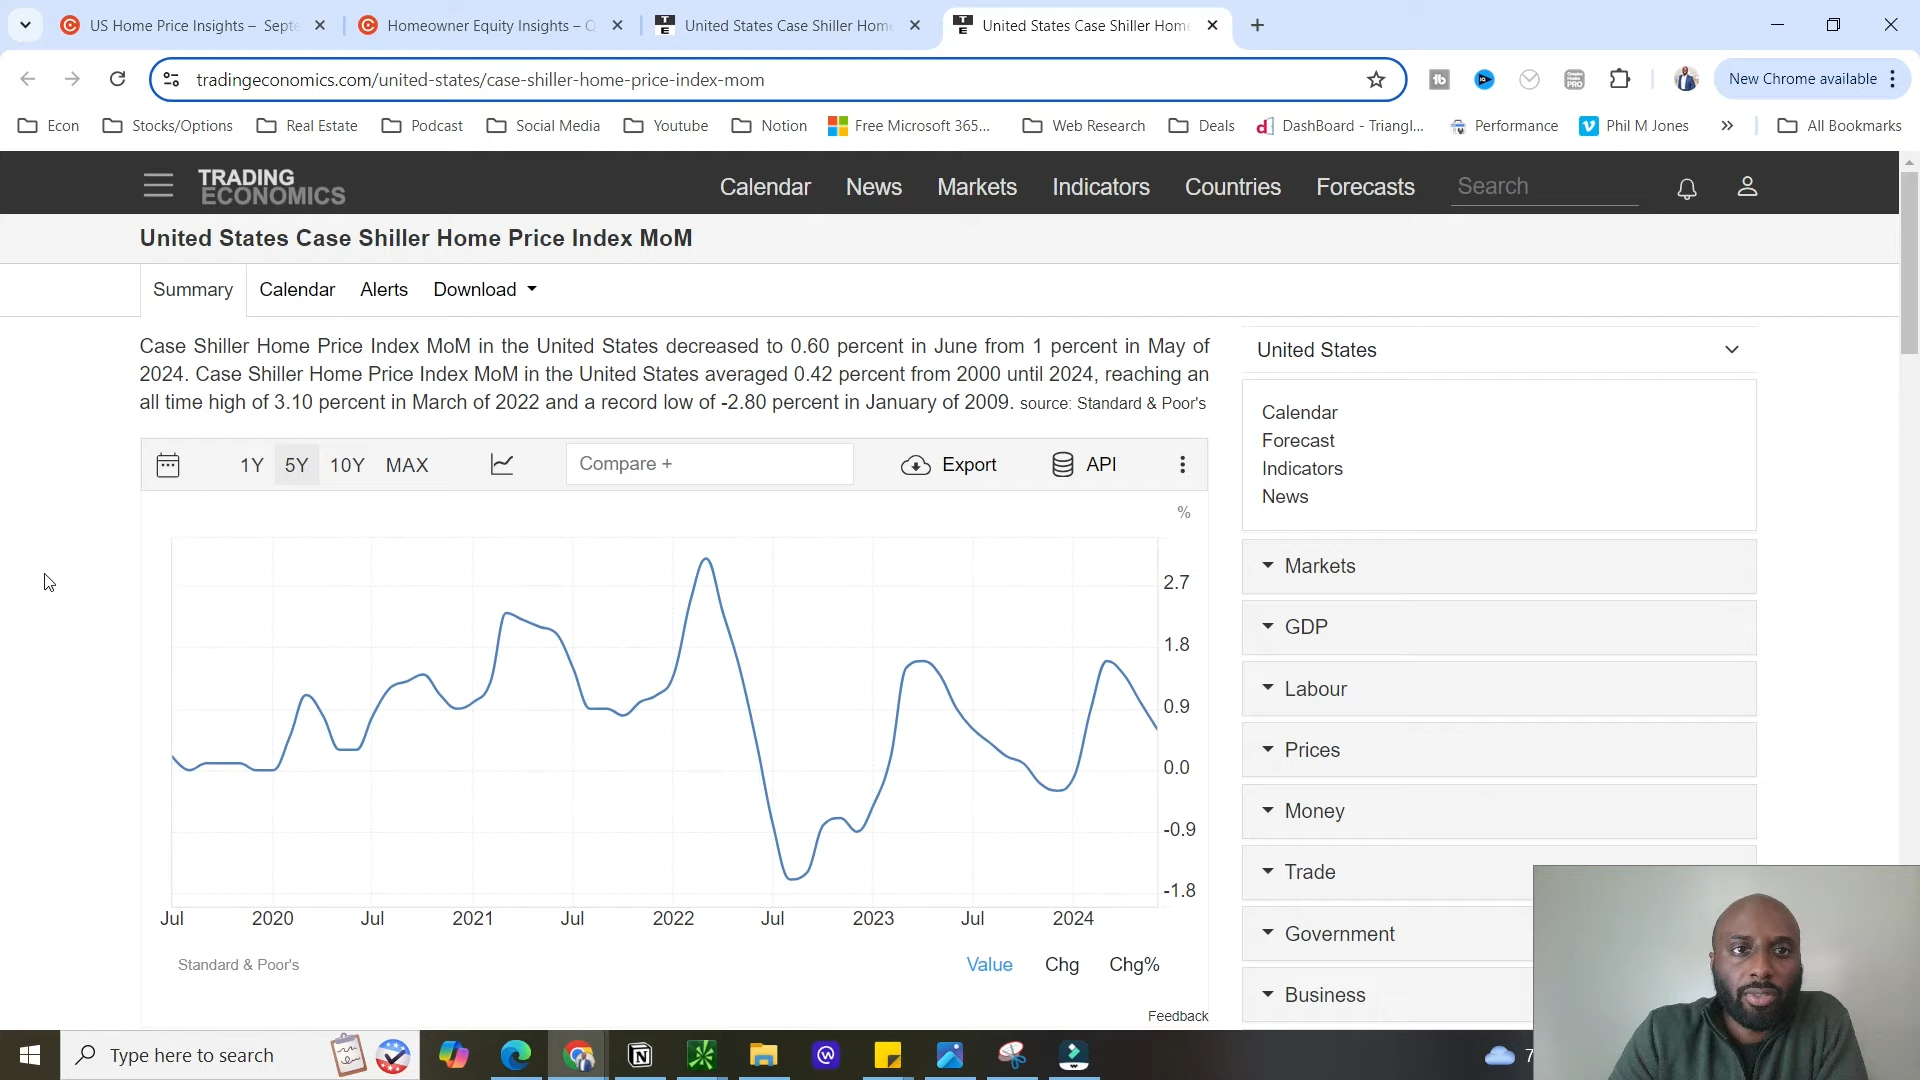 US Home Price Insights – Septe
Homeowner Equity Insights – Q
United States Case Shiller Home
United States Case Shiller Home
tradingeconomics.com/united-states/case-shiller-home-price-index-mom
New Chrome available
Econ
Stocks/Options
Real Estate
Podcast
Social Media
Youtube
Notion
Free Microsoft 365...
Web Research
Deals
DashBoard - Triangl...
Performance
Phil M Jones
All Bookmarks
TRADING
ECONOMICS
Calendar
News
Markets
Indicators
Countries
Forecasts
Search
United States Case Shiller Home Price Index MoM
Summary
Calendar
Alerts
Download
Case Shiller Home Price Index MoM in the United States decreased to 0.60 percent in June from 1 percent in May of
2024. Case Shiller Home Price Index MoM in the United States averaged 0.42 percent from 2000 until 2024, reaching an
all time high of 3.10 percent in March of 2022 and a record low of -2.80 percent in January of 2009. source: Standard & Poor's
1Y
5Y
10Y
MAX
Compare +
Export
API
%
2.7
1.8
0.9
0.0
-0.9
-1.8
Jul
2020
Jul
2021
Jul
2022
Jul
2023
Jul
2024
Standard & Poor's
Value
Chg
Chg%
Feedback
United States
Calendar
Forecast
Indicators
News
Markets
GDP
Labour
Prices
Money
Trade
Government
Business
Type here to search
7